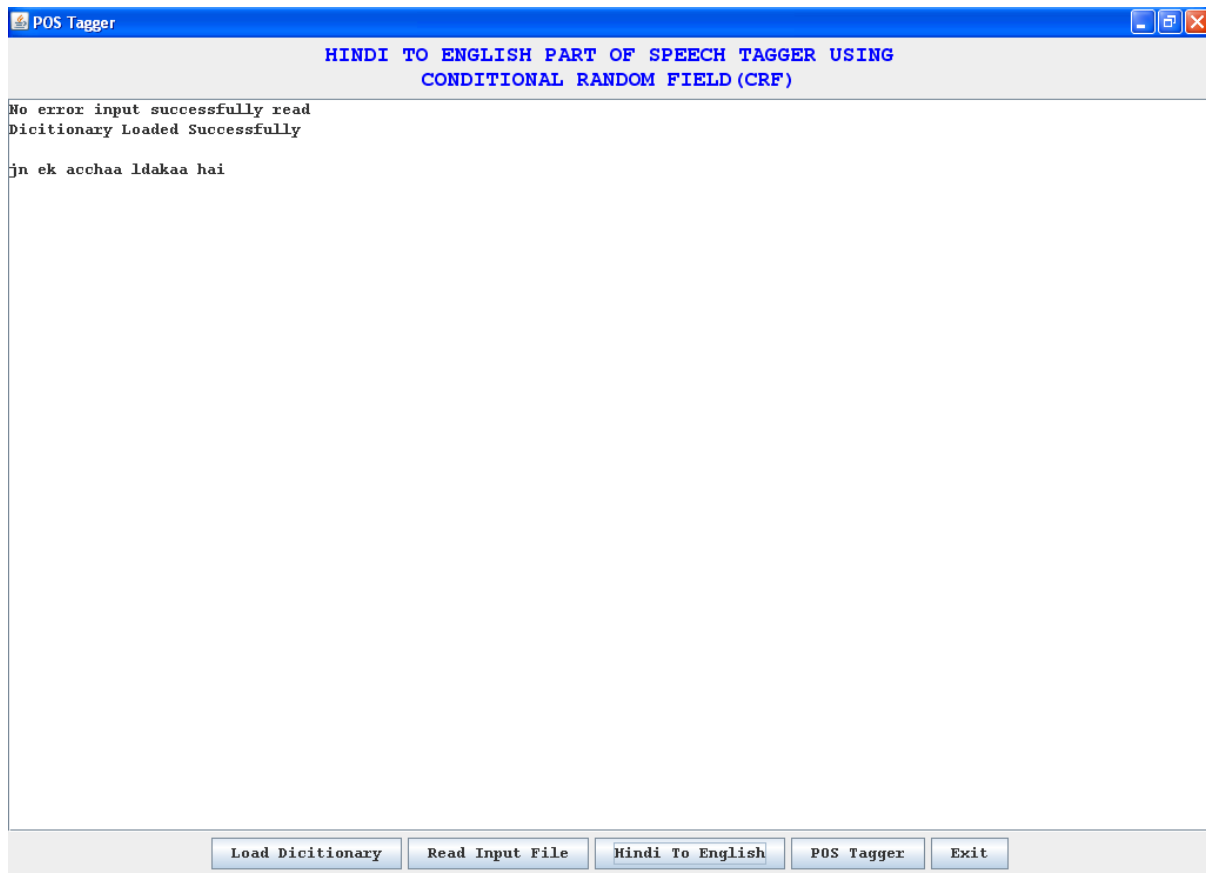 POS Tagger
HINDI TO ENGLISH PART OF SPEECH TAGGER USING
CONDITIONAL RANDOM FIELD(CRF)
No error input successfully read
Dicitionary Loaded Successfully
jn ek acchaa ldakaa hai
Load Dicitionary
Read Input File
Hindi To English
POS Tagger
Exit